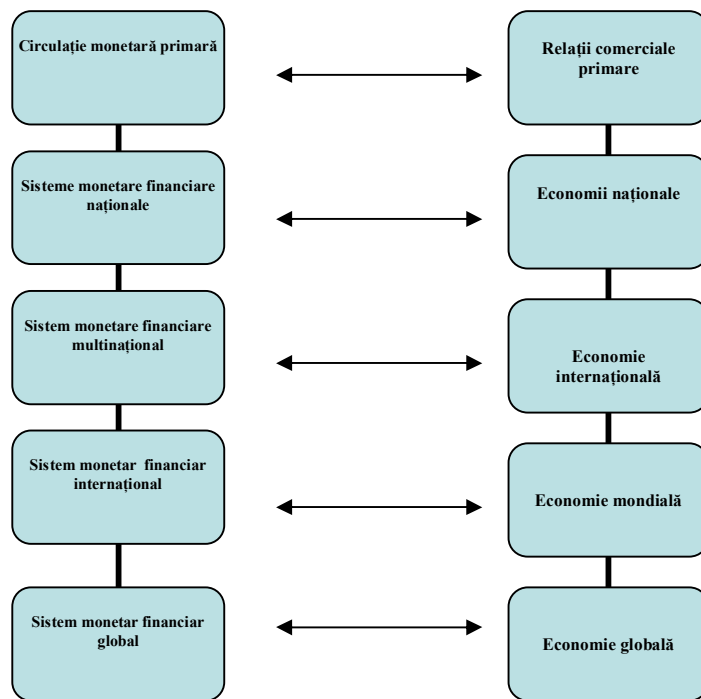 Circulație monetară primară
Relații comerciale
primare
Sisteme monetare financiare
naționale
Economii naționale
Sistem monetare financiare
multinațional
Economie
internațională
Sistem monetar financiar
internațional
Economie mondială
Sistem monetar financiar
global
Economie globală